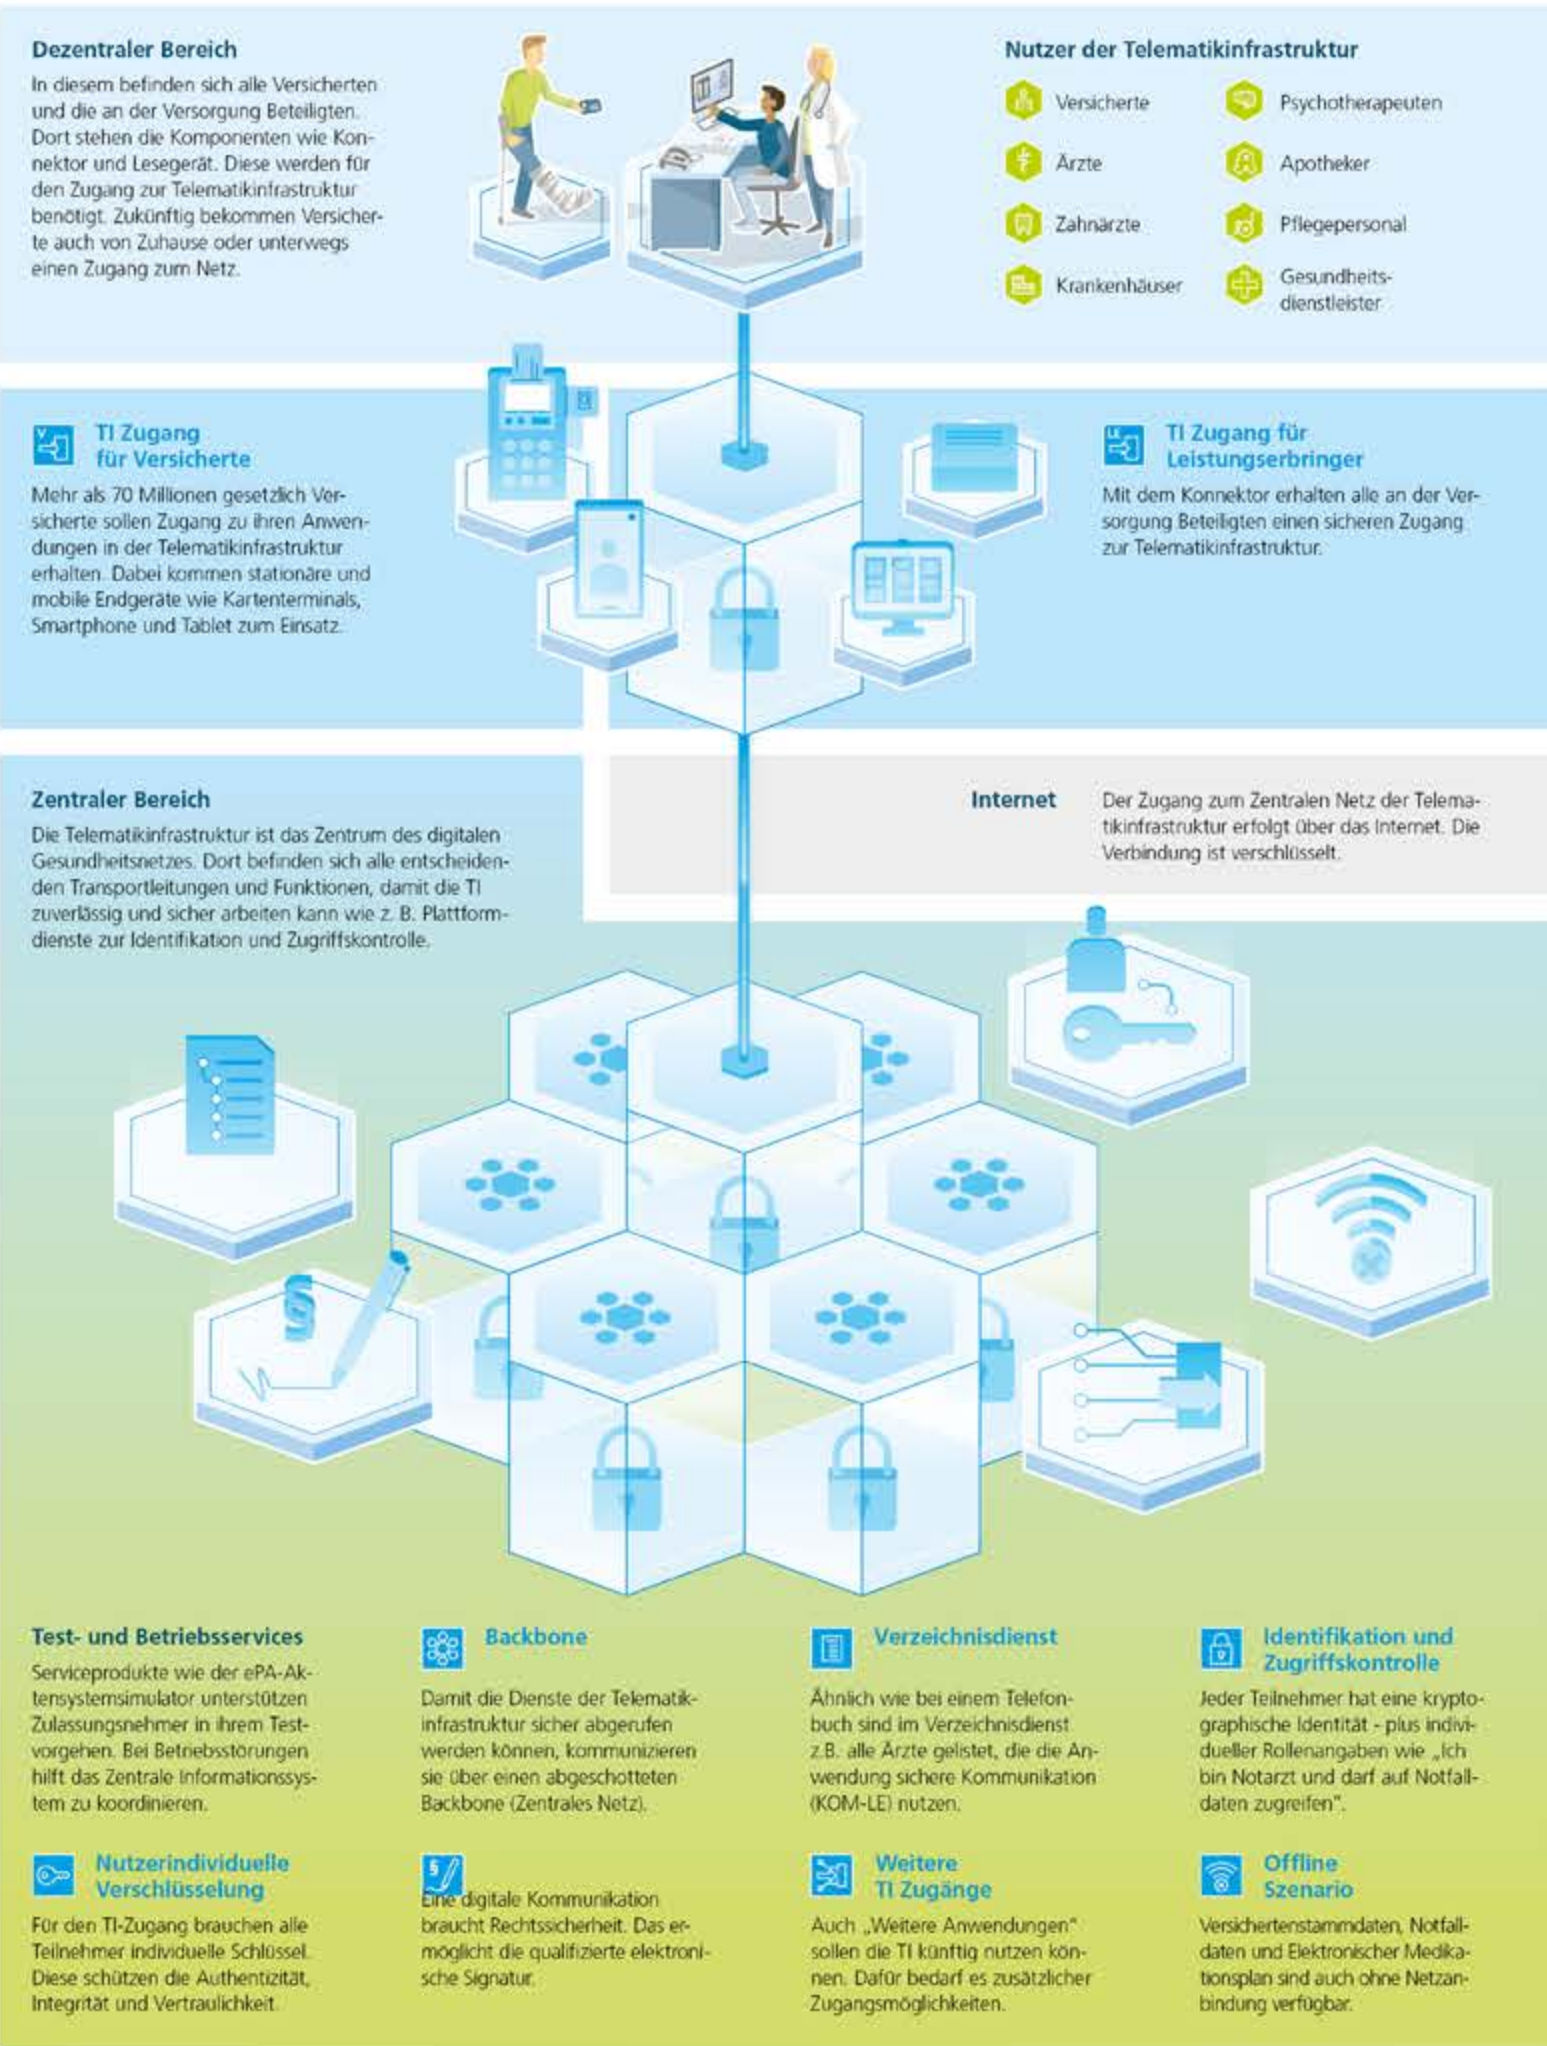 Dezentraler Bereich
In diesem befinden sich alle Versicherten
und die an der Versorgung Beteiligten.
Dort stehen die Komponenten wie Kon-
nektor und Lesegerät. Diese werden für
den Zugang zur Telematikinfrastruktur
benötigt. Zukünftig bekommen Versicher-
te auch von Zuhause oder unterwegs
einen Zugang zum Netz.
Nutzer der Telematikinfrastruktur
Versicherte
Ärzte
Zahnärzte
Krankenhäuser
Psychotherapeuten
Apotheker
Pflegepersonal
Gesundheits-
dienstleister
V
TI Zugang
für Versicherte
Mehr als 70 Millionen gesetzlich Ver-
sicherte sollen Zugang zu ihren Anwen-
dungen in der Telematikinfrastruktur
erhalten. Dabei kommen stationäre und
mobile Endgeräte wie Kartenterminals,
Smartphone und Tablet zum Einsatz.
LE
TI Zugang für
Leistungserbringer
Mit dem Konnektor erhalten alle an der Ver-
sorgung Beteiligten einen sicheren Zugang
zur Telematikinfrastruktur.
Zentraler Bereich
Die Telematikinfrastruktur ist das Zentrum des digitalen
Gesundheitsnetzes. Dort befinden sich alle entscheiden-
den Transportleitungen und Funktionen, damit die TI
zuverlässig und sicher arbeiten kann wie z. B. Plattform-
dienste zur Identifikation und Zugriffskontrolle.
Internet
Der Zugang zum Zentralen Netz der Telema-
tikinfrastruktur erfolgt über das Internet. Die
Verbindung ist verschlüsselt.
§
Test- und Betriebsservices
Serviceprodukte wie der ePA-Ak-
tensystemsimulator unterstützen
Zulassungsnehmer in ihrem Test-
vorgehen. Bei Betriebsstörungen
hilft das Zentrale Informationssys-
tem zu koordinieren.
Backbone
Damit die Dienste der Telematik-
infrastruktur sicher abgerufen
werden können, kommunizieren
sie über einen abgeschotteten
Backbone (Zentrales Netz).
Verzeichnisdienst
Ähnlich wie bei einem Telefon-
buch sind im Verzeichnisdienst
z.B. alle Ärzte gelistet, die die An-
wendung sichere Kommunikation
(KOM-LE) nutzen.
Identifikation und
Zugriffskontrolle
Jeder Teilnehmer hat eine krypto-
graphische Identität - plus indivi-
dueller Rollenangaben wie „Ich
bin Notarzt und darf auf Notfall-
daten zugreifen“.
Nutzerindividuelle
Verschlüsselung
Für den TI-Zugang brauchen alle
Teilnehmer individuelle Schlüssel.
Diese schützen die Authentizität,
Integrität und Vertraulichkeit.
§
Eine digitale Kommunikation
braucht Rechtssicherheit. Das er-
möglicht die qualifizierte elektroni-
sche Signatur.
Weitere
TI Zugänge
Auch „Weitere Anwendungen“
sollen die TI künftig nutzen kön-
nen. Dafür bedarf es zusätzlicher
Zugangsmöglichkeiten.
Offline
Szenario
Versichertenstammdaten, Notfall-
daten und Elektronischer Medika-
tionsplan sind auch ohne Netzan-
bindung verfügbar.